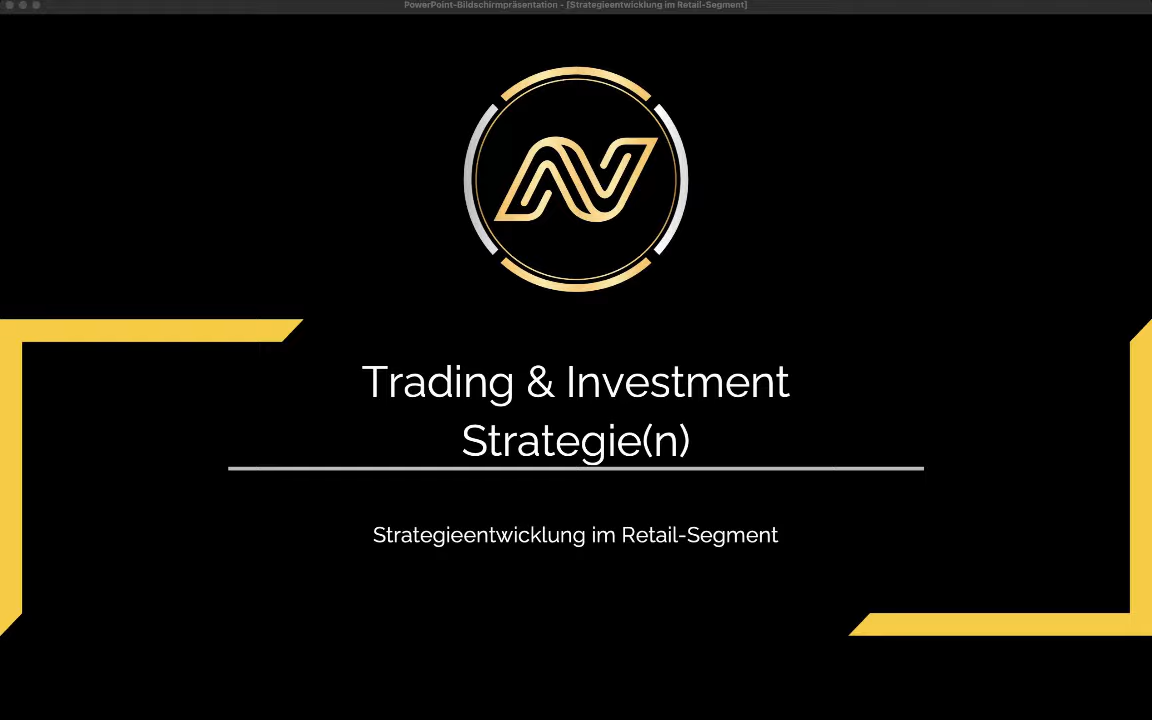 PowerPoint-Bildschirmpräsentation - [Strategieentwicklung im Retail-Segment]
Trading & Investment
Strategie(n)
Strategieentwicklung im Retail-Segment